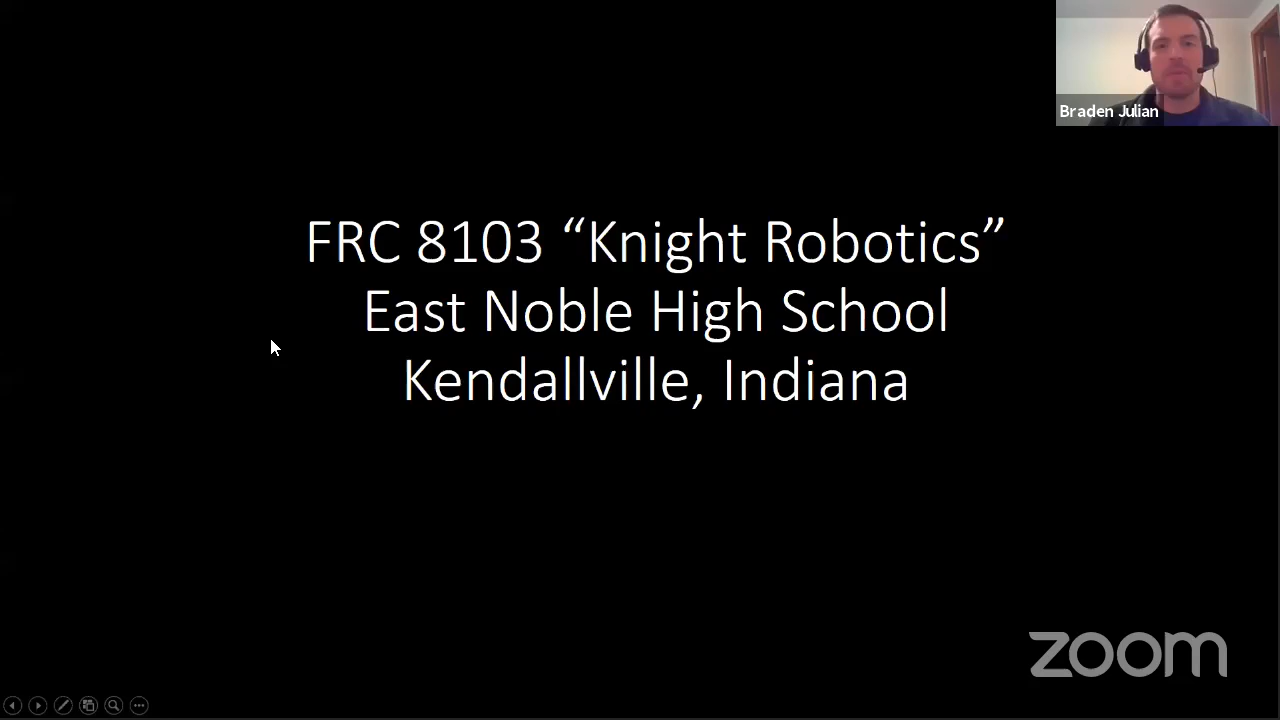 Braden Julian
FRC 8103 “Knight Robotics”
East Noble High School
Kendallville, Indiana
zoom